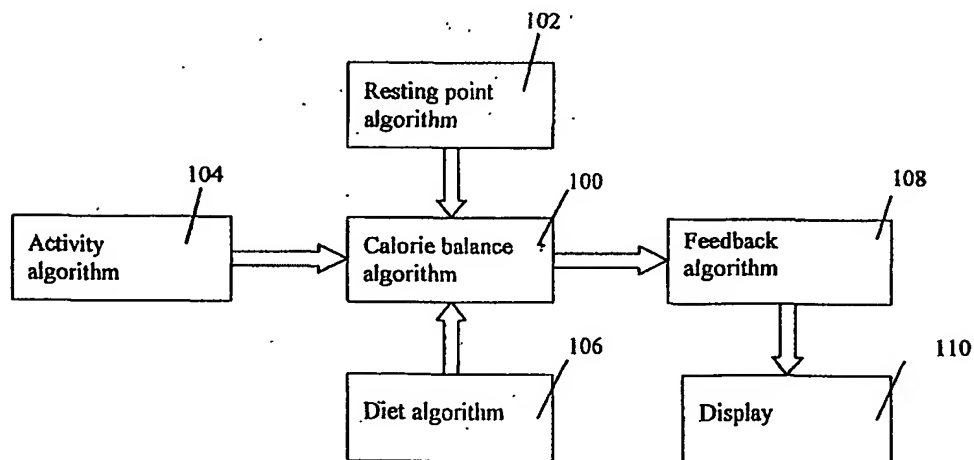 102
Resting point
algorithm
104
100
108
Activity
algorithm
Calorie balance
algorithm
Feedback
algorithm
106
110
Diet algorithm
Display